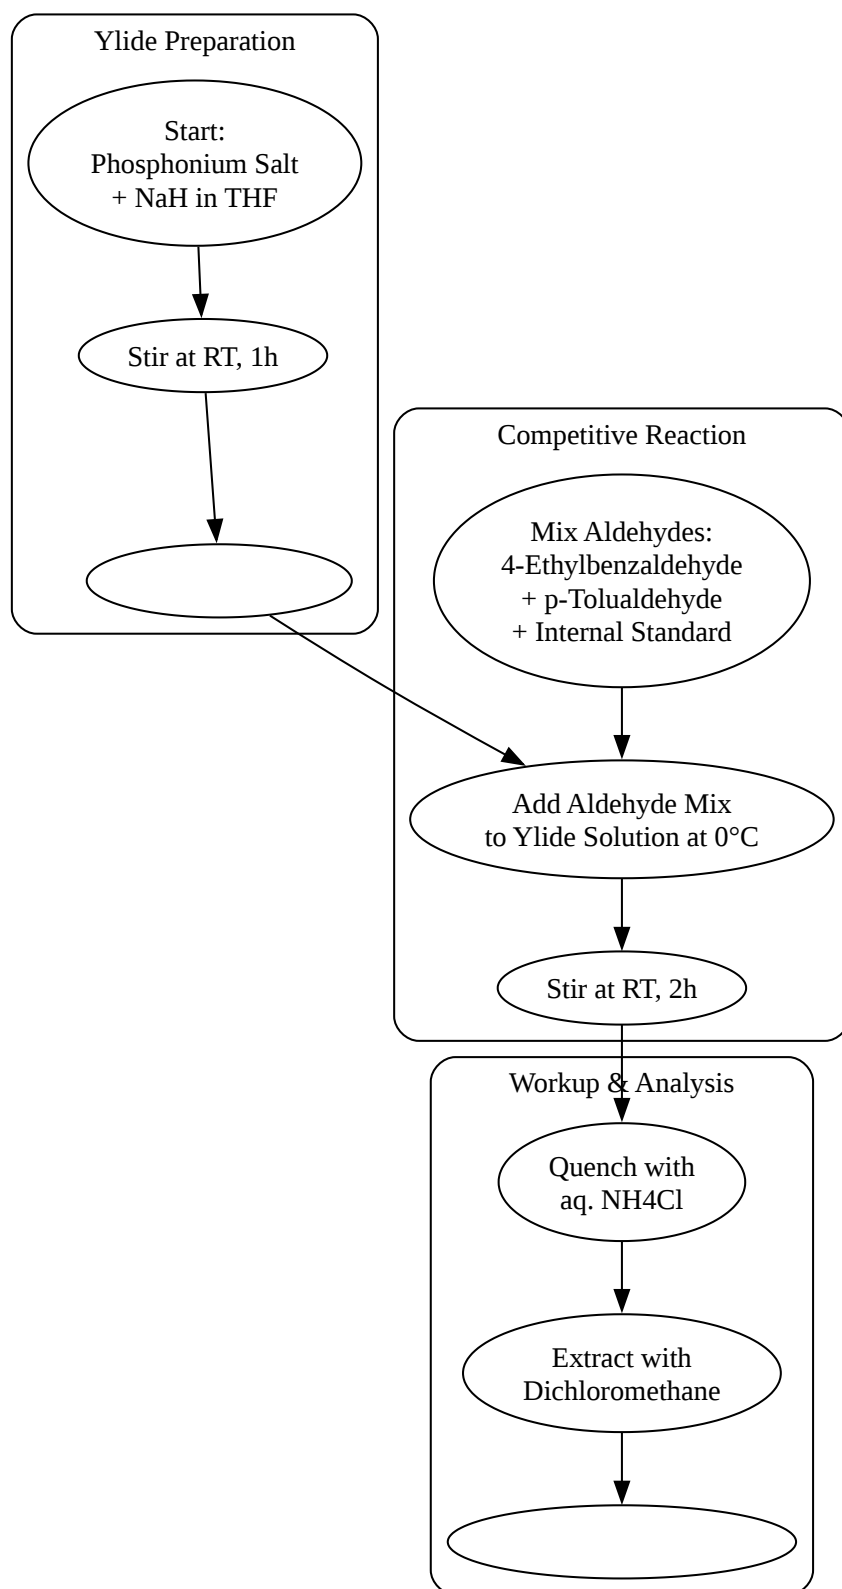 Ylide Preparation
Start:
Phosphonium Salt
+ NaH in THF
Stir at RT, 1h
Competitive Reaction
Mix Aldehydes:
4-Ethylbenzaldehyde
+ p-Tolualdehyde
+ Internal Standard
Add Aldehyde Mix
to Ylide Solution at 0°C
Stir at RT, 2h
Workup & Analysis
Quench with
aq. NH4Cl
Extract with
Dichloromethane